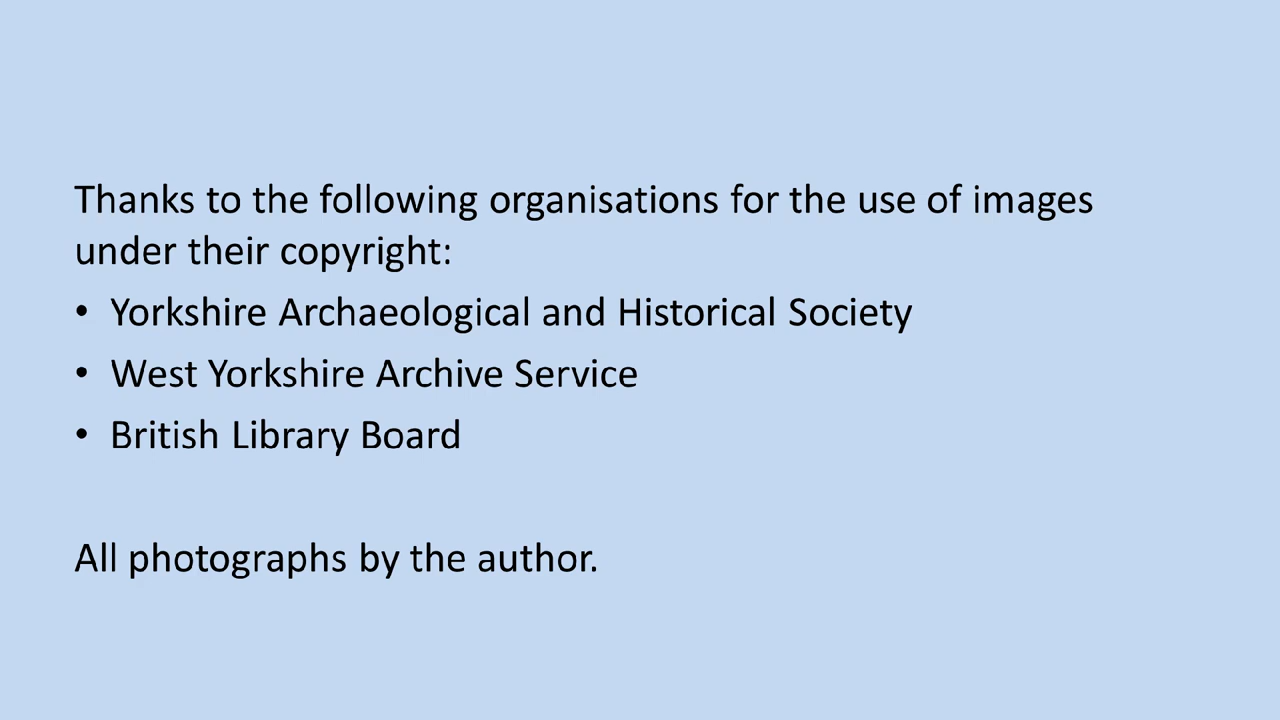 Thanks to the following organisations for the use of images
under their copyright:
• Yorkshire Archaeological and Historical Society
• West Yorkshire Archive Service
• British Library Board
All photographs by the author.